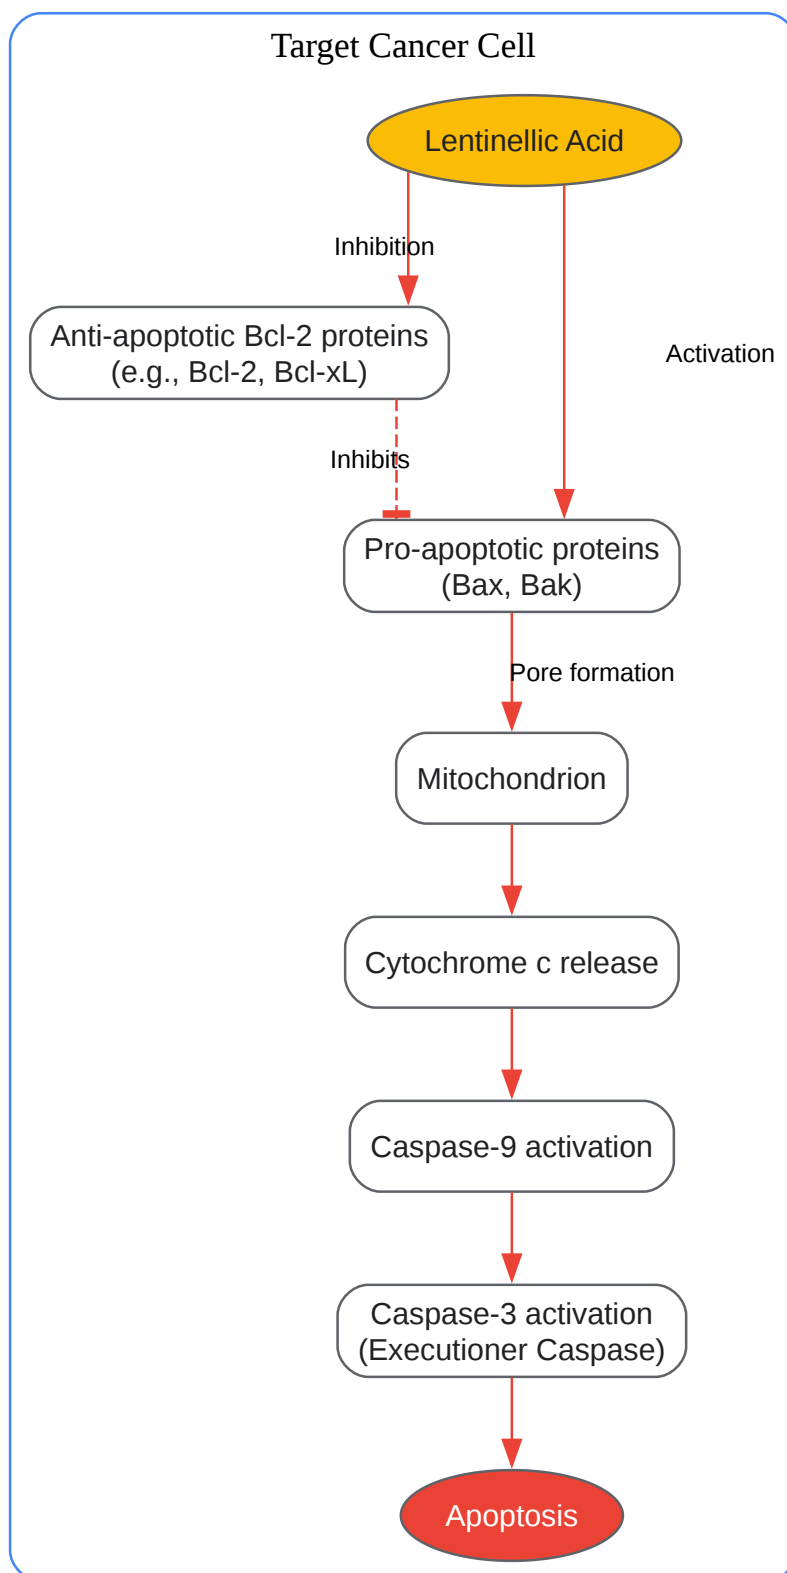 Target Cancer Cell
Lentinellic Acid
Inhibition
Anti-apoptotic Bcl-2 proteins
(e.g., Bcl-2, Bcl-xL)
Activation
Inhibits
Pro-apoptotic proteins
(Bax, Bak)
Pore formation
Mitochondrion
Cytochrome c release
Caspase-9 activation
Caspase-3 activation
(Executioner Caspase)
Apoptosis